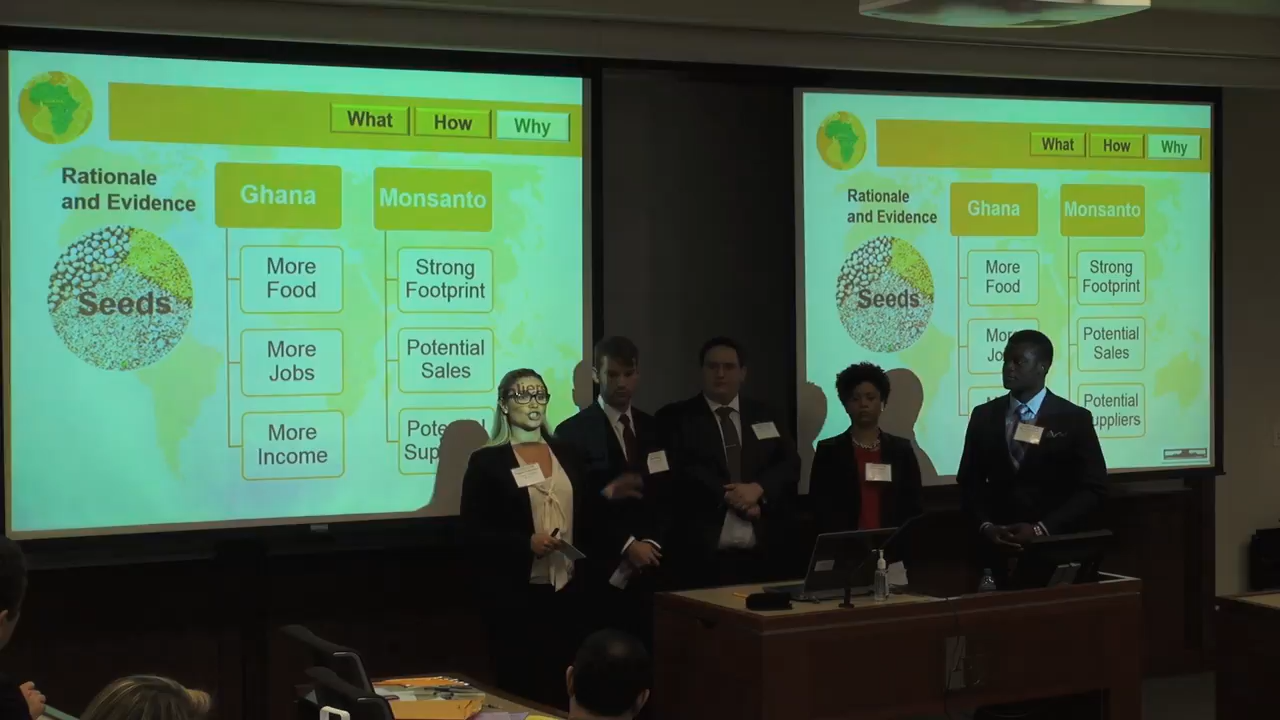 What
How
Why
Rationale
and Evidence
Seeds
Ghana
More
Food
More
Jobs
More
Income
Monsanto
Strong
Footprint
Potential
Sales
What
How
Why
Rationale
and Evidence
Seeds
Ghana
More
Food
Monsanto
Strong
Footprint
Potential
Sales
Potential